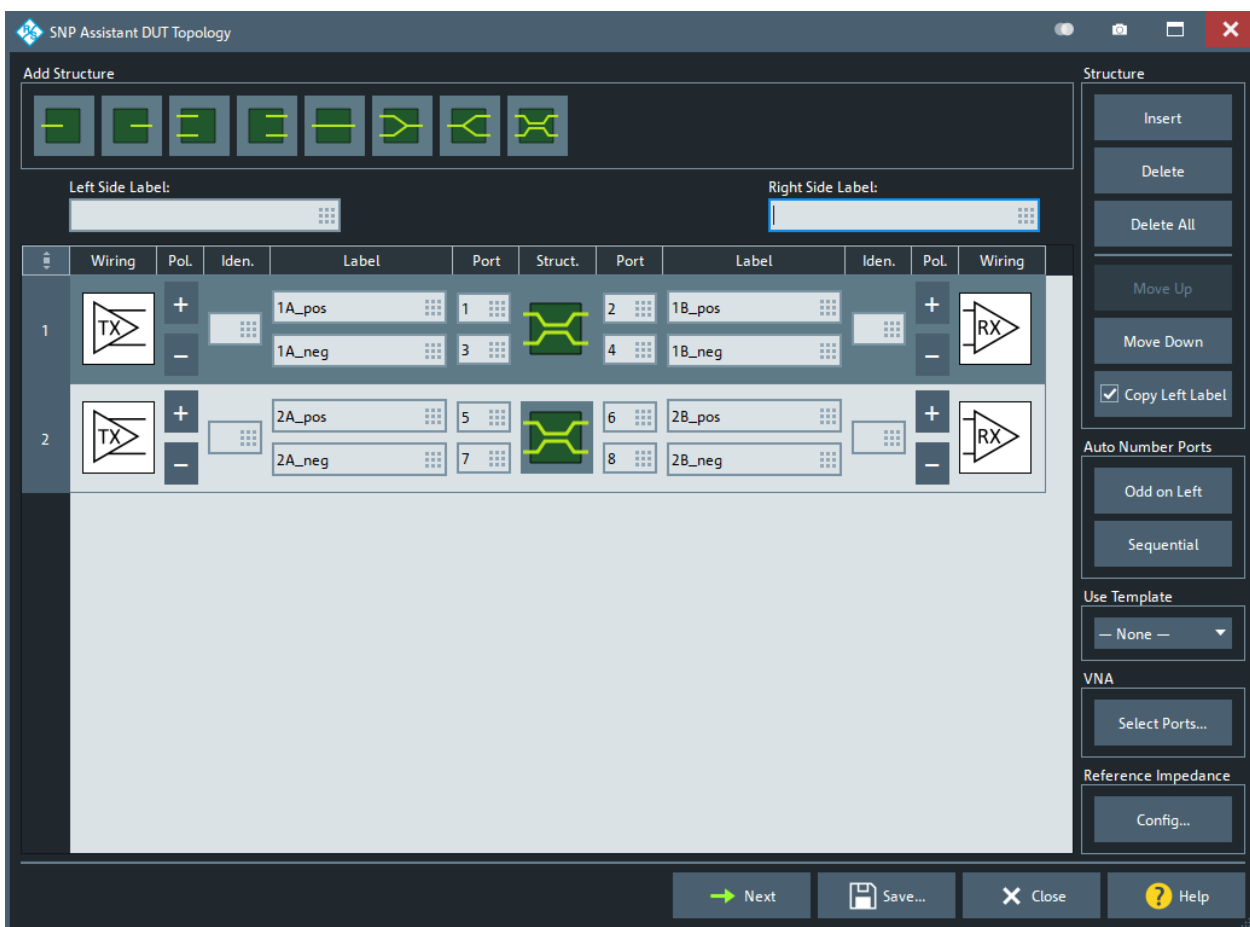 SNP Assistant DUT Topology
Add Structure
Left Side Label:
Right Side Label:
Wiring Pol. Iden. Label Port Struct. Port Label Iden. Pol. Wiring
1 TX + 1A_pos 1 2 1B_pos + RX
– 1A_neg 3 4 1B_neg –
2 TX + 2A_pos 5 6 2B_pos + RX
– 2A_neg 7 8 2B_neg –
Structure
Insert
Delete
Delete All
Move Up
Move Down
Copy Left Label
Auto Number Ports
Odd on Left
Sequential
Use Template
— None —
VNA
Select Ports...
Reference Impedance
Config...
Next Save... Close ? Help